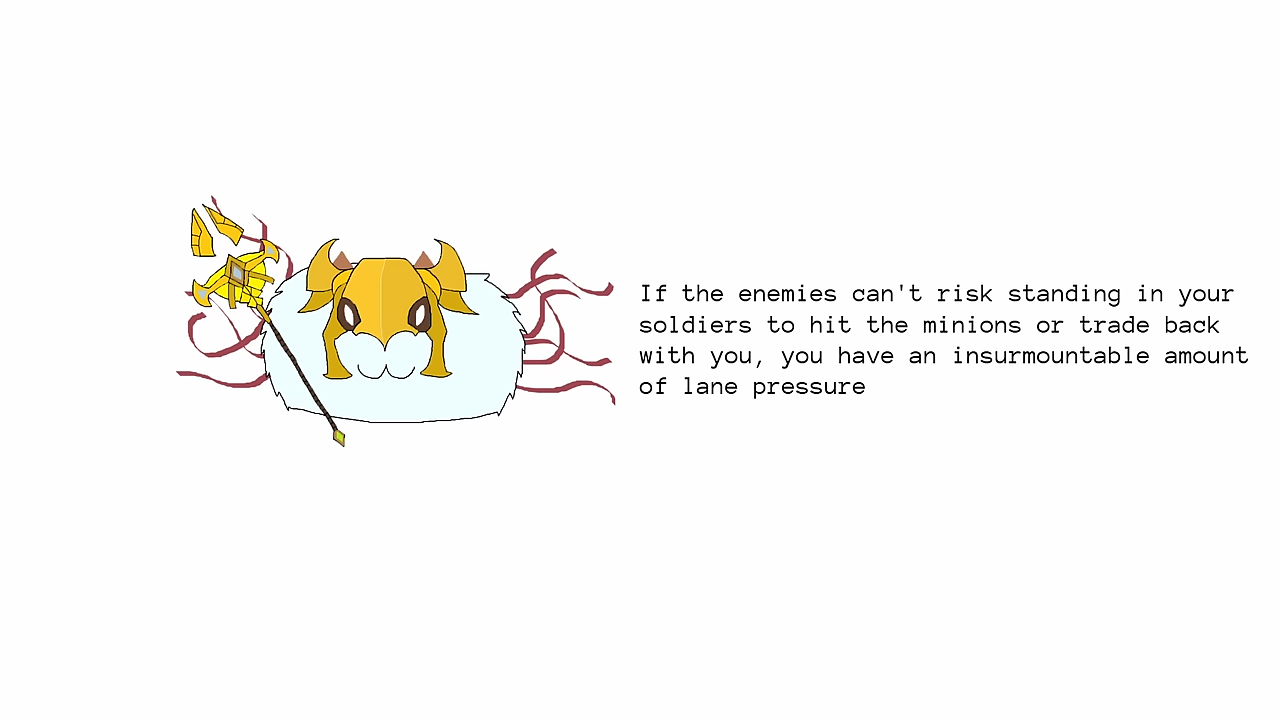 If the enemies can't risk standing in your
soldiers to hit the minions or trade back
with you, you have an insurmountable amount
of lane pressure